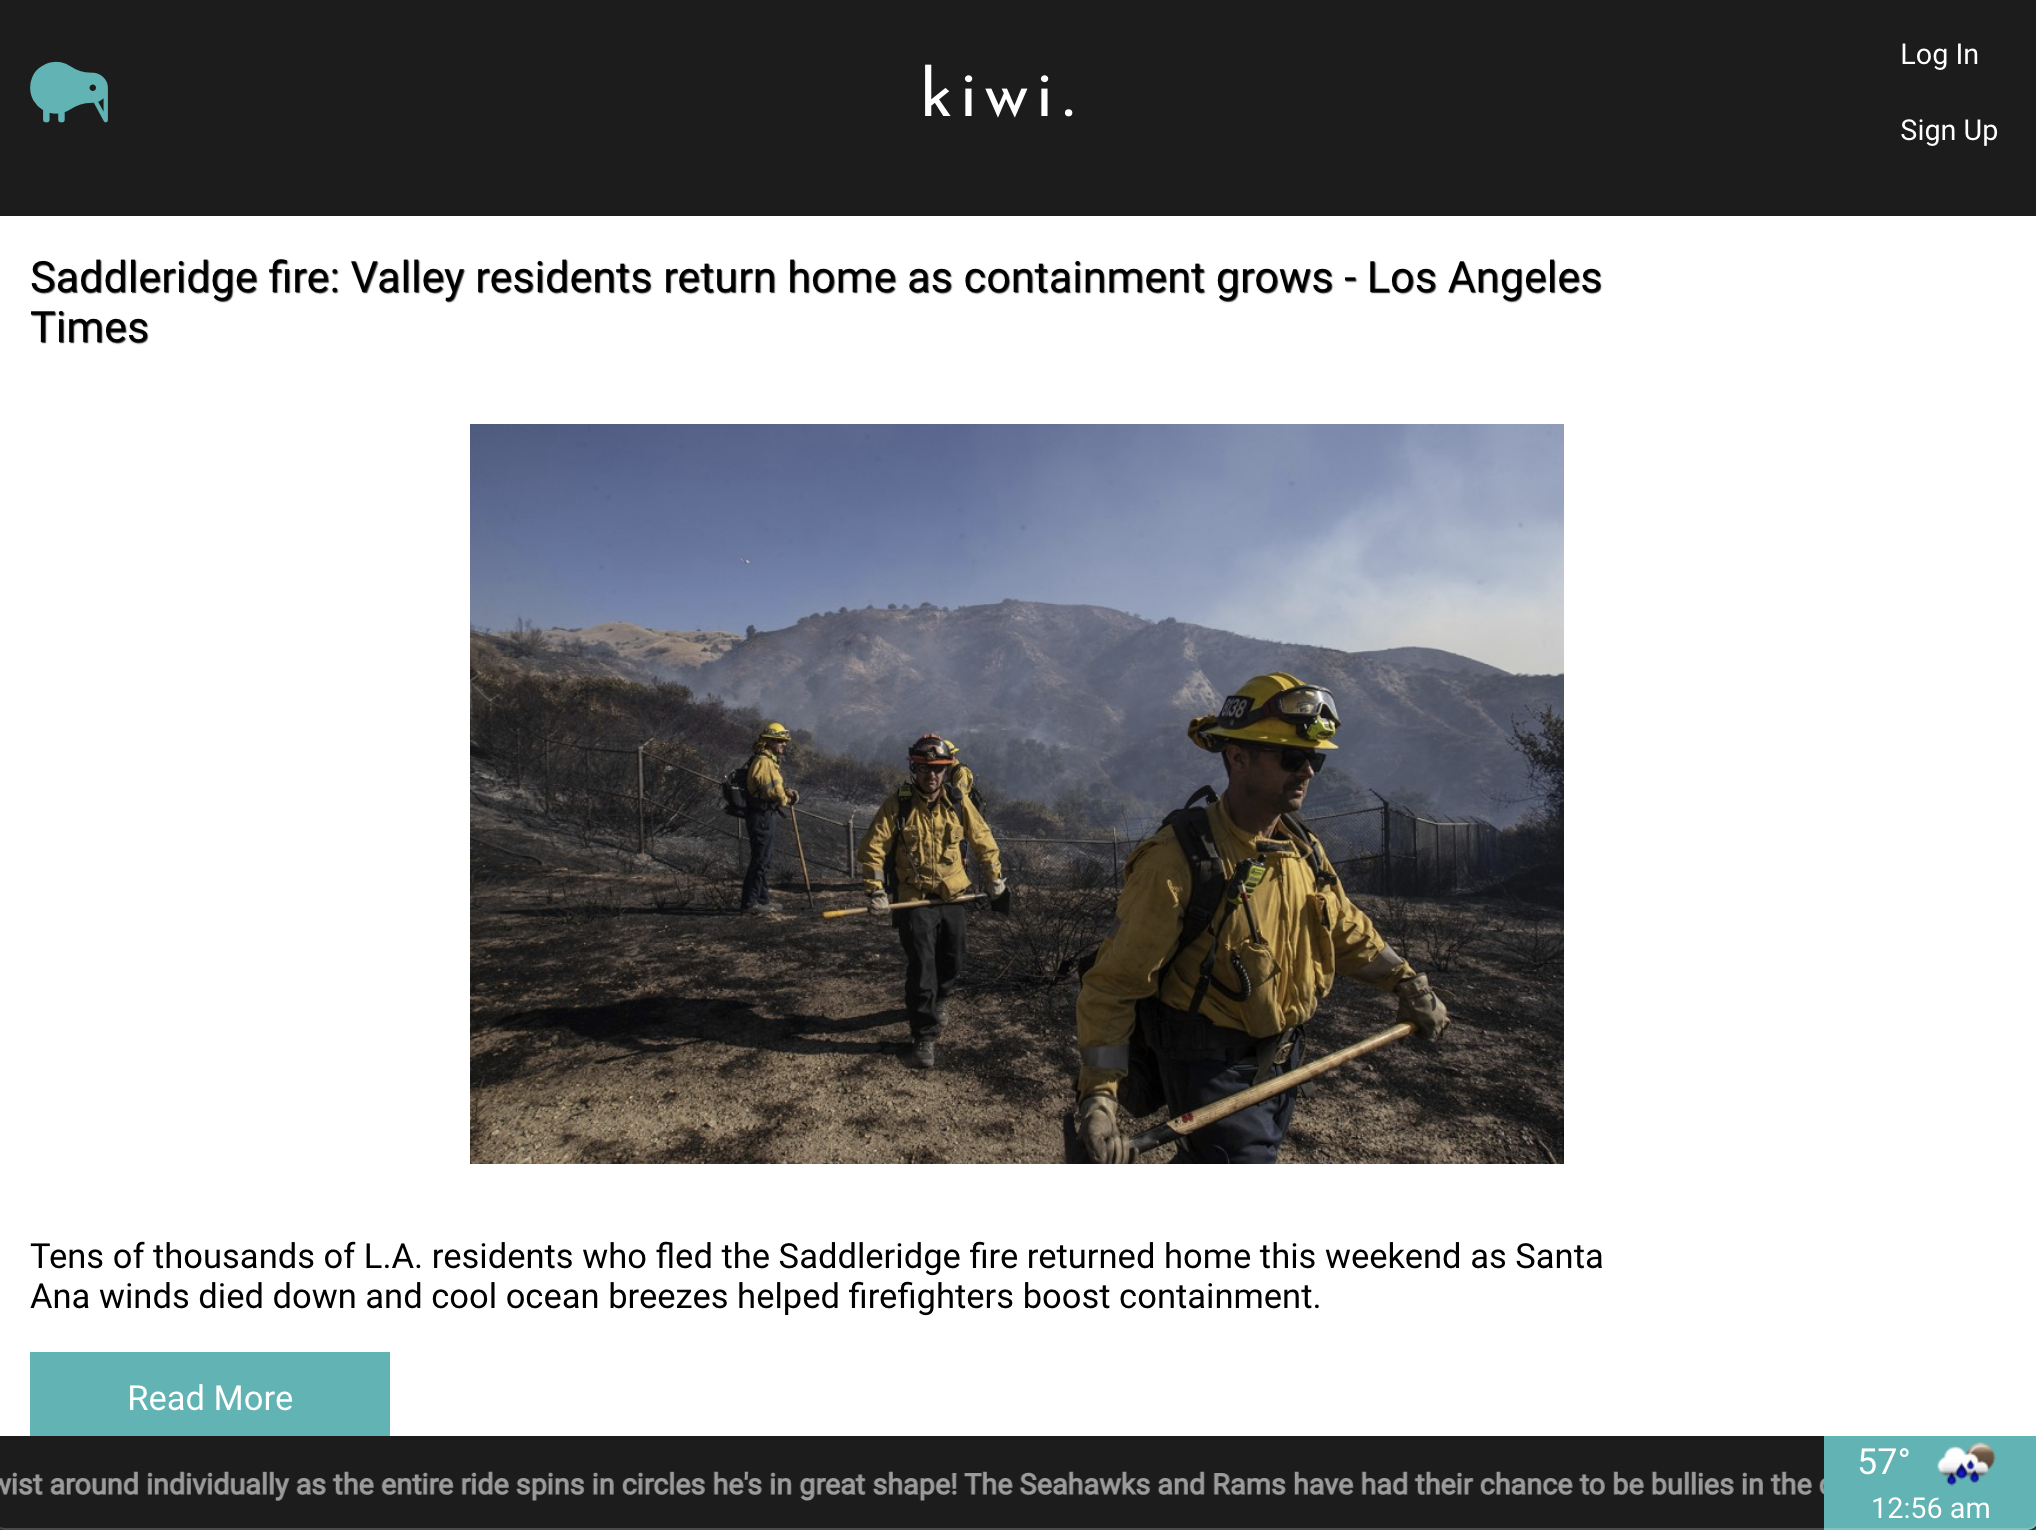 kiwi.
Log In
Sign Up
Saddleridge fire: Valley residents return home as containment grows - Los Angeles
Times
Tens of thousands of L.A. residents who fled the Saddleridge fire returned home this weekend as Santa
Ana winds died down and cool ocean breezes helped firefighters boost containment.
Read More
around individually as the entire ride spins in circles he's in great shape! The Seahawks and Rams have had their chance to be bullies in the
57°
12:56 am